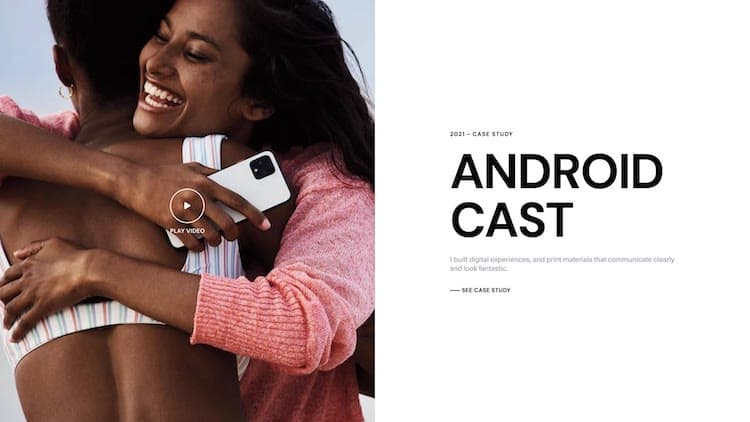 PLAY VIDEO
2021 – CASE STUDY
ANDROID
CAST
I built digital experiences, and print materials that communicate clearly
and look fantastic.
SEE CASE STUDY